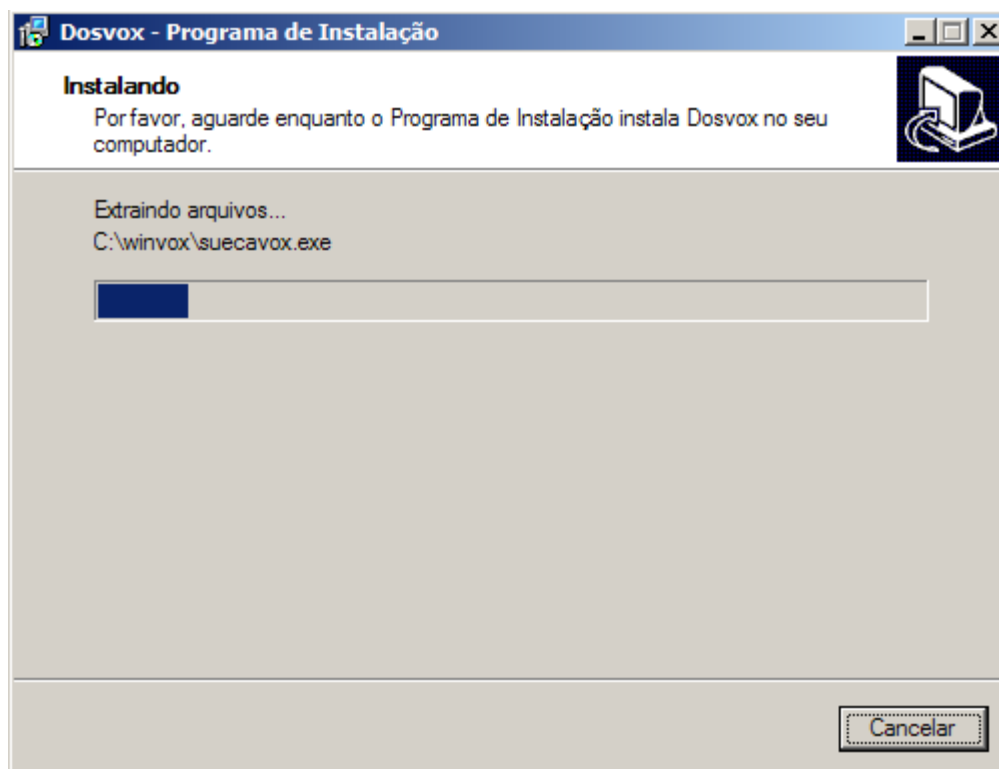 Dosvox - Programa de Instalação
Instalando
Por favor, aguarde enquanto o Programa de Instalação instala Dosvox no seu
computador.
Extraindo arquivos...
C:\winvox\suecavox.exe
Cancelar